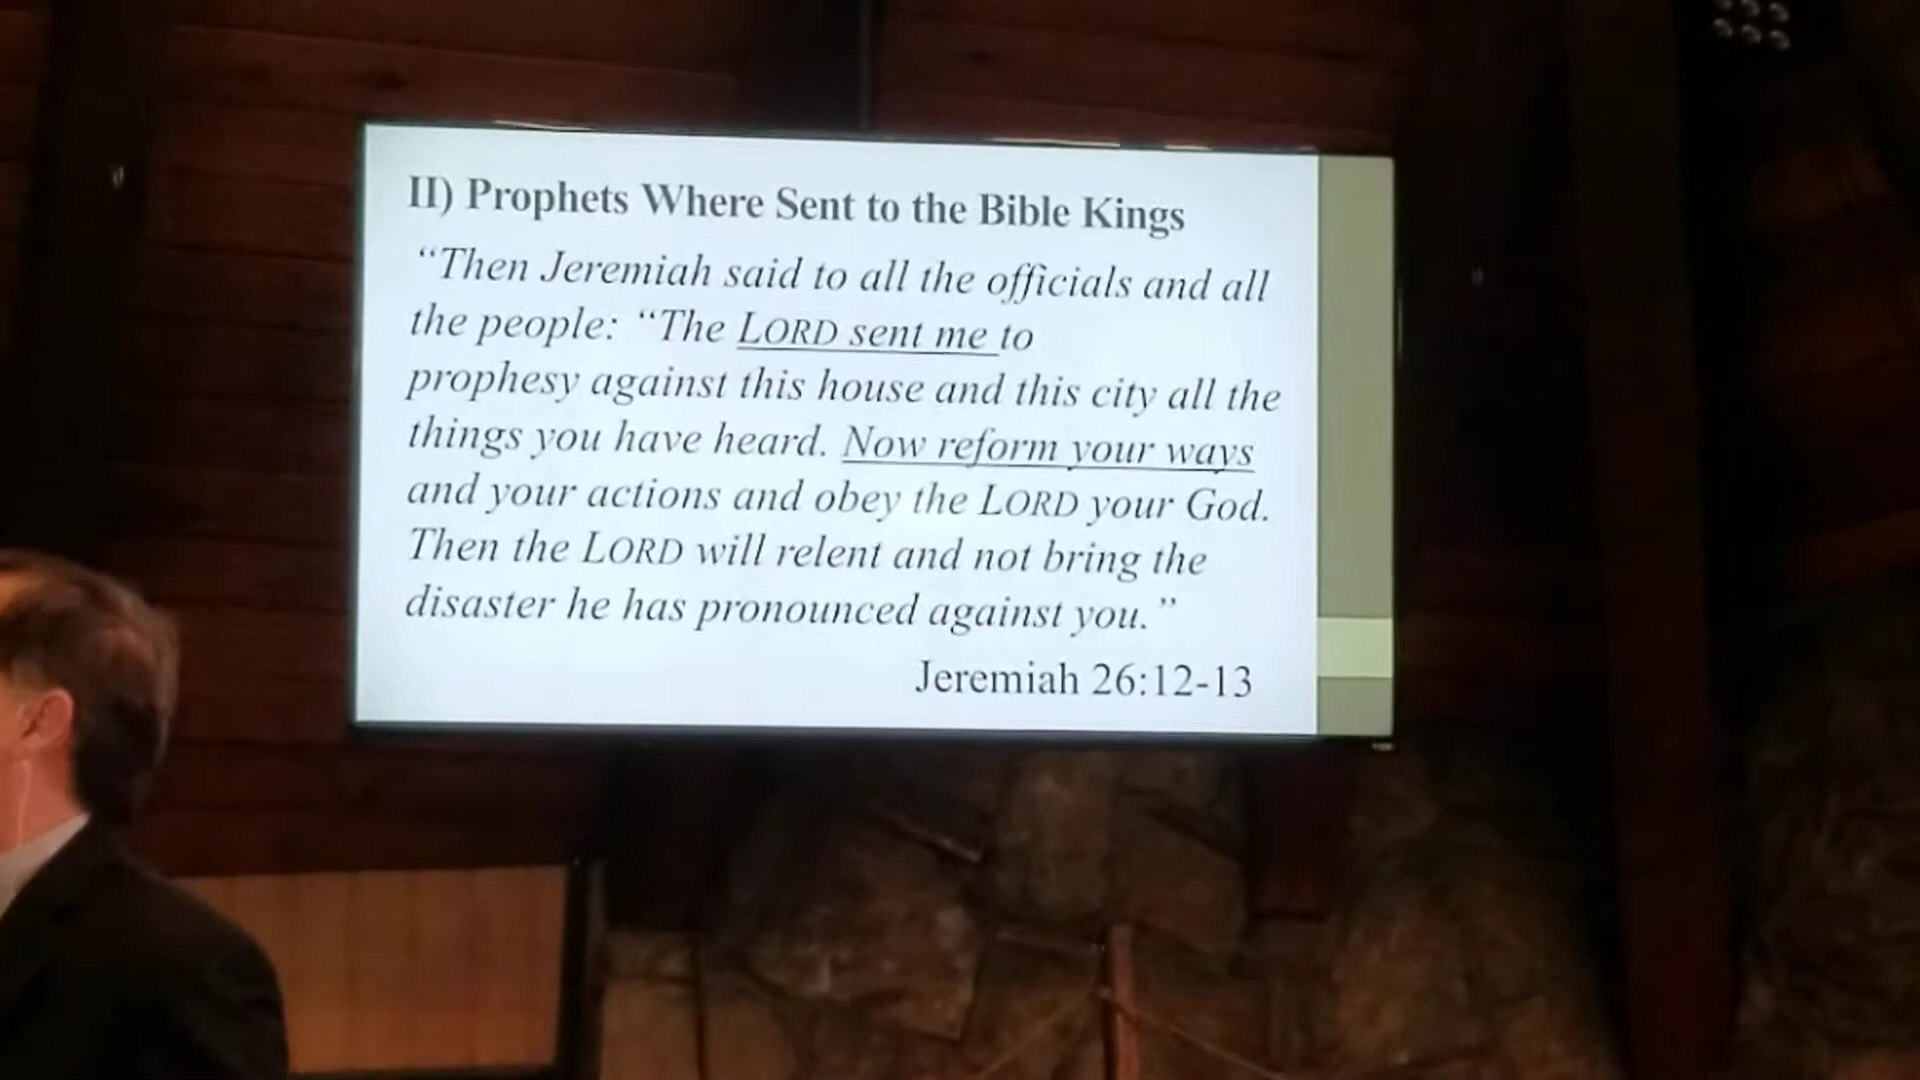 II) Prophets Where Sent to the Bible Kings
“Then Jeremiah said to all the officials and all
the people: “The LORD sent me to
prophesy against this house and this city all the
things you have heard. Now reform your ways
and your actions and obey the LORD your God.
Then the LORD will relent and not bring the
disaster he has pronounced against you.”
Jeremiah 26:12-13